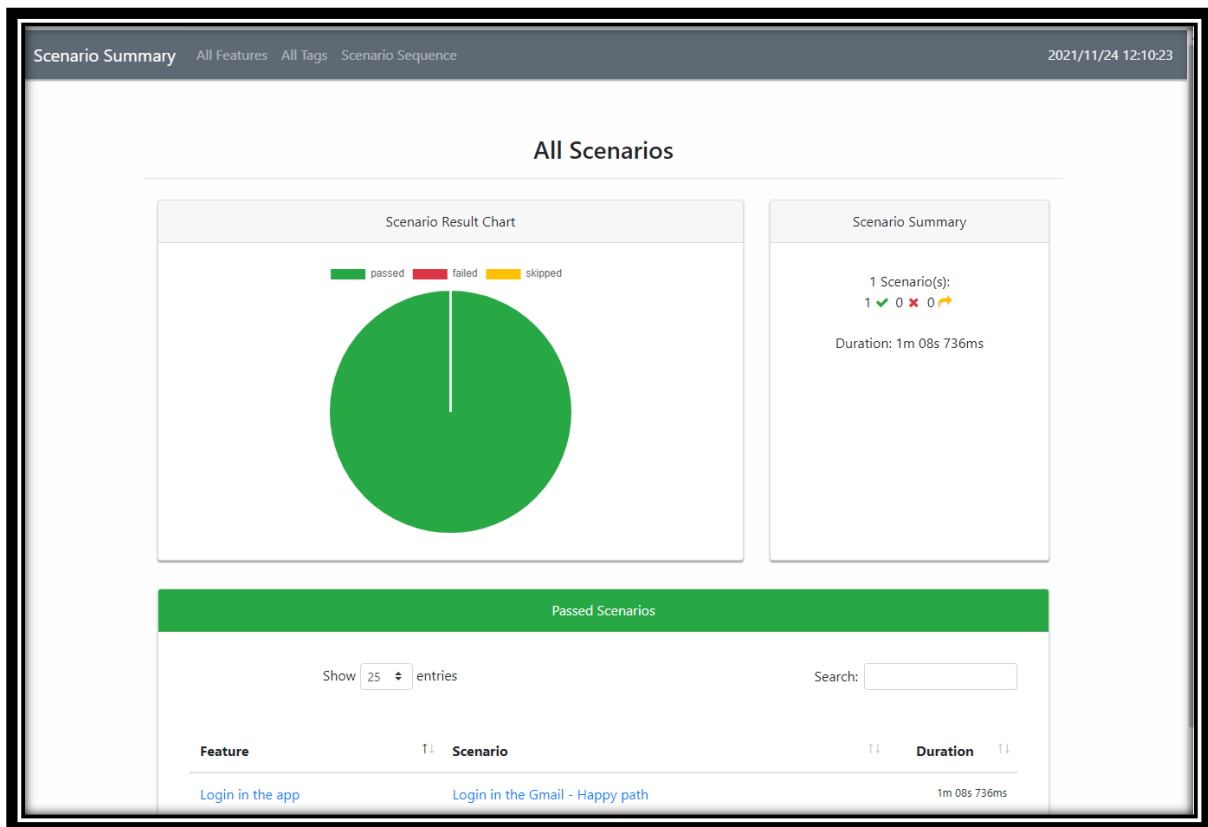 Scenario Summary All Features All Tags Scenario Sequence 2021/11/24 12:10:23
All Scenarios
Scenario Result Chart
passed failed skipped
Scenario Summary
1 Scenario(s):
1 ✔ 0 ✖ 0
Duration: 1m 08s 736ms
Passed Scenarios
Show 25 entries Search:
Feature ↑↓ Scenario ↑↓ Duration ↑↓
Login in the app Login in the Gmail - Happy path 1m 08s 736ms